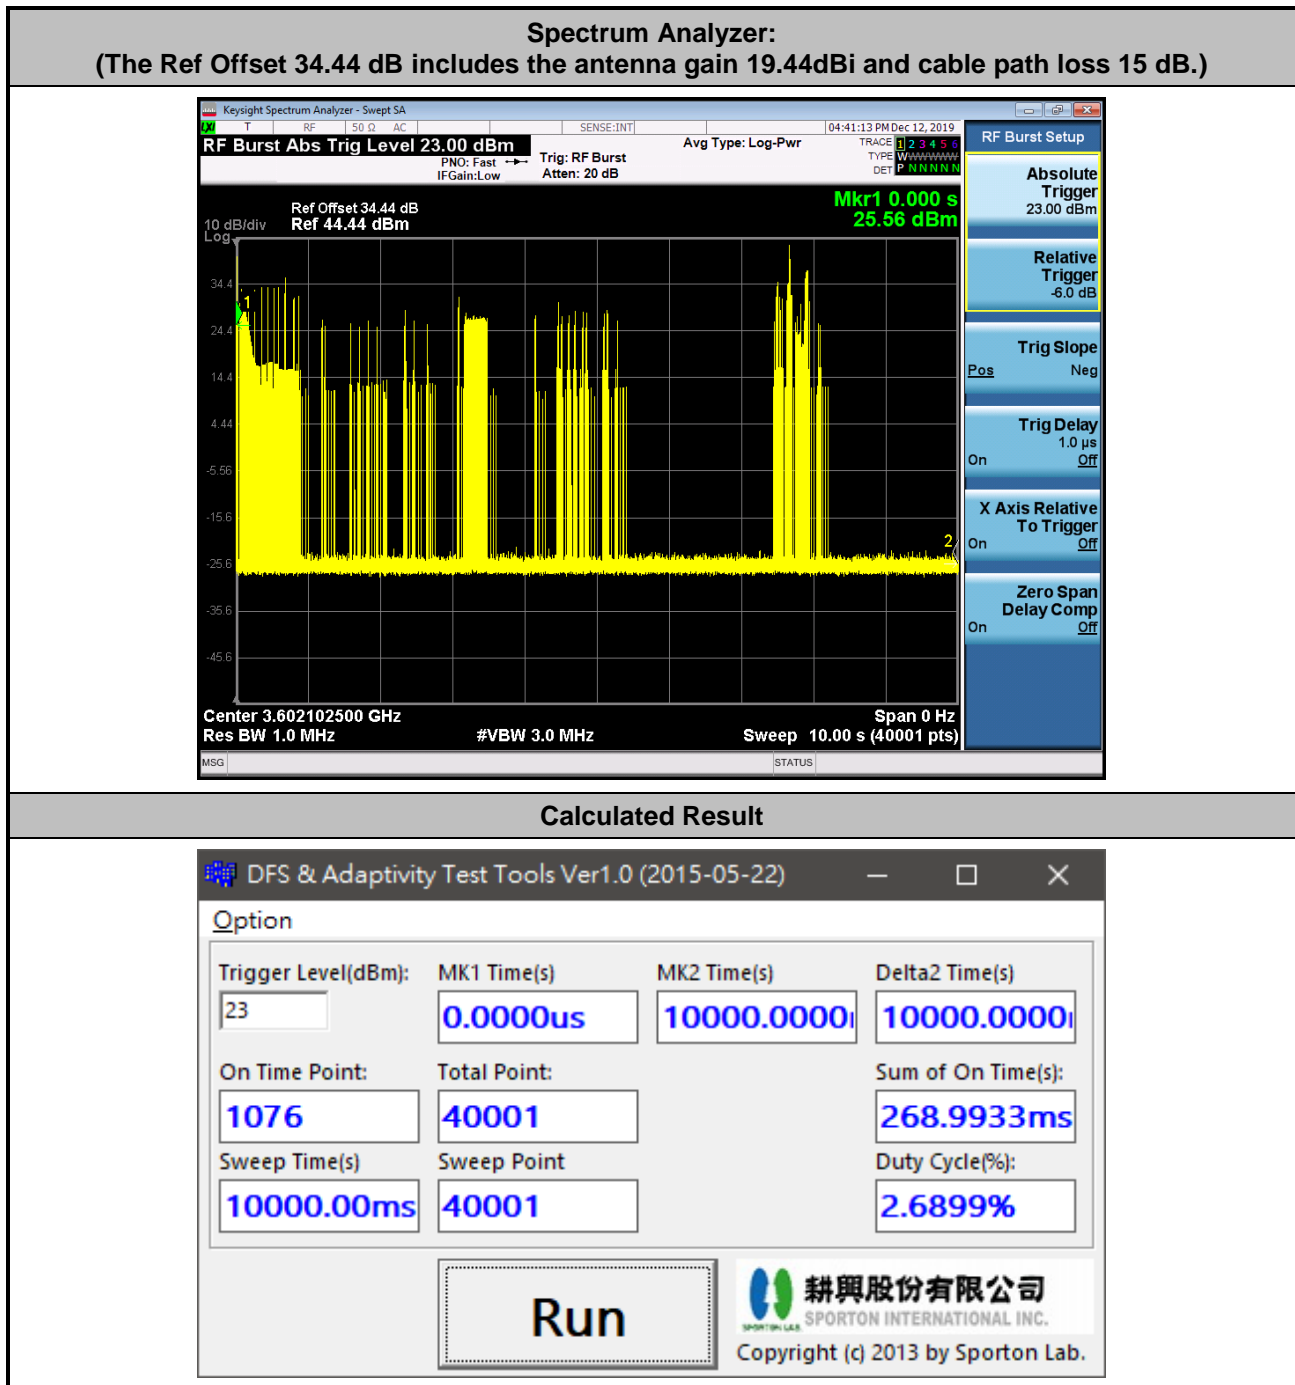 Spectrum Analyzer:
(The Ref Offset 34.44 dB includes the antenna gain 19.44dBi and cable path loss 15 dB.)
Keysight Spectrum Analyzer - Swept SA
LXI T RF 50 Ω AC SENSE:INT 04:41:13 PM Dec 12, 2019
RF Burst Abs Trig Level 23.00 dBm
PNO: Fast
IFGain:Low
Trig: RF Burst
Atten: 20 dB
Avg Type: Log-Pwr
TRACE 1 2 3 4 5 6
TYPE WWWWWW
DET P N N N N N
Ref Offset 34.44 dB
10 dB/div Ref 44.44 dBm
Log
Mkr1 0.000 s
25.56 dBm
34.4
24.4
14.4
4.44
-5.56
-15.6
-25.6
-35.6
-45.6
1
2
Center 3.602102500 GHz Span 0 Hz
Res BW 1.0 MHz #VBW 3.0 MHz Sweep 10.00 s (40001 pts)
MSG STATUS
RF Burst Setup
Absolute
Trigger
23.00 dBm
Relative
Trigger
-6.0 dB
Trig Slope
Pos Neg
Trig Delay
1.0 µs
On Off
X Axis Relative
To Trigger
On Off
Zero Span
Delay Comp
On Off
Calculated Result
DFS & Adaptivity Test Tools Ver1.0 (2015-05-22)
Option
Trigger Level(dBm): MK1 Time(s) MK2 Time(s) Delta2 Time(s)
23 0.0000us 10000.0000 10000.0000
On Time Point: Total Point: Sum of On Time(s):
1076 40001 268.9933ms
Sweep Time(s) Sweep Point Duty Cycle(%):
10000.00ms 40001 2.6899%
Run
耕興股份有限公司
SPORTON LAB. SPORTON INTERNATIONAL INC.
Copyright (c) 2013 by Sporton Lab.